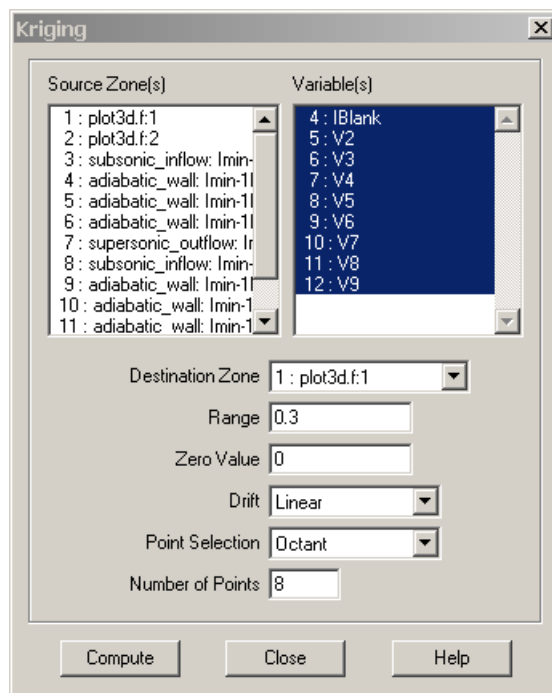 Kriging
Source Zone(s)
Variable(s)
1 : plot3d.f:1
2 : plot3d.f:2
3 : subsonic_inflow: Imin-
4 : adiabatic_wall: Imin-1I
5 : adiabatic_wall: Imin-1I
6 : adiabatic_wall: Imin-1I
7 : supersonic_outflow: Ir
8 : subsonic_inflow: Imin-
9 : adiabatic_wall: Imin-1I
10 : adiabatic_wall: Imin-1
11 : adiabatic_wall: Imin-1
4 : IBlank
5 : V2
6 : V3
7 : V4
8 : V5
9 : V6
10 : V7
11 : V8
12 : V9
Destination Zone 1 : plot3d.f:1
Range 0.3
Zero Value 0
Drift Linear
Point Selection Octant
Number of Points 8
Compute Close Help